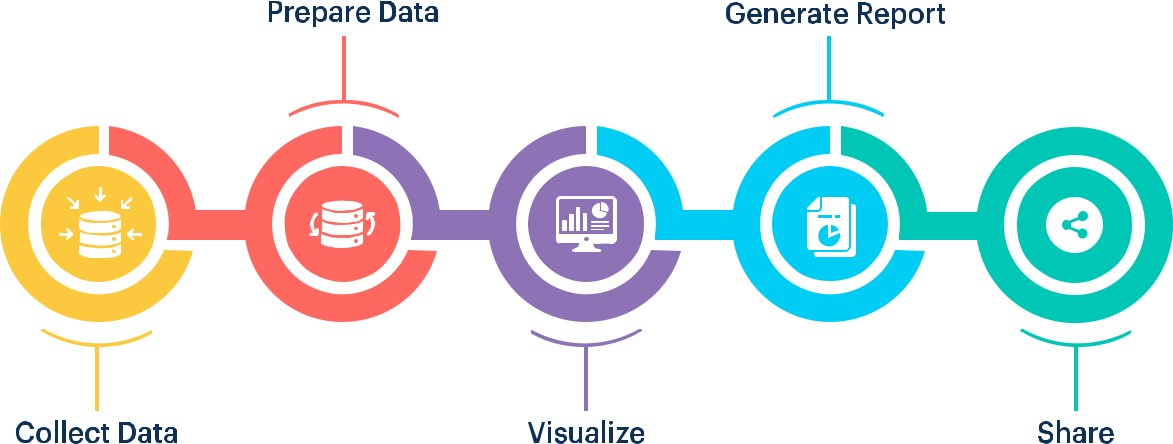 Prepare Data
Generate Report
Collect Data
Visualize
Share